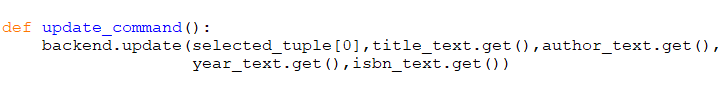 def update_command():
    backend.update(selected_tuple[0],title_text.get(),author_text.get(),
                   year_text.get(),isbn_text.get())